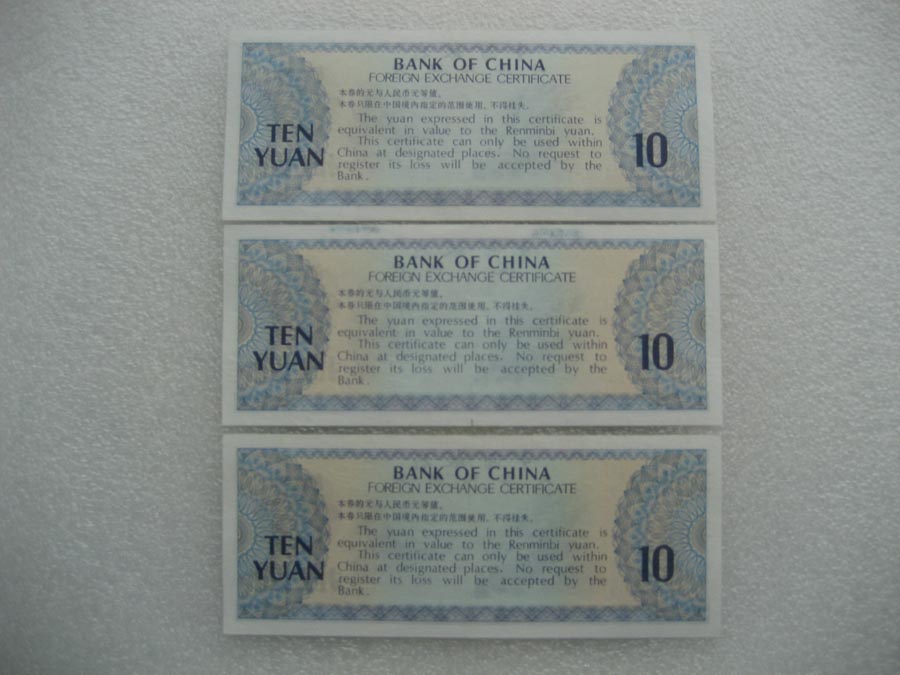 BANK OF CHINA
FOREIGN EXCHANGE CERTIFICATE
本券的元与人民币元等值。
本券只限在中国境内指定的范围使用，不得挂失。
The yuan expressed in this certificate is
equivalent in value to the Renminbi yuan.
This certificate can only be used within
China at designated places. No request to
register its loss will be accepted by the
Bank.
TEN
YUAN
10
BANK OF CHINA
FOREIGN EXCHANGE CERTIFICATE
本券的元与人民币元等值。
本券只限在中国境内指定的范围使用，不得挂失。
The yuan expressed in this certificate is
equivalent in value to the Renminbi yuan.
This certificate can only be used within
China at designated places. No request to
register its loss will be accepted by the
Bank.
TEN
YUAN
10
BANK OF CHINA
FOREIGN EXCHANGE CERTIFICATE
本券的元与人民币元等值。
本券只限在中国境内指定的范围使用，不得挂失。
The yuan expressed in this certificate is
equivalent in value to the Renminbi yuan.
This certificate can only be used within
China at designated places. No request to
register its loss will be accepted by the
Bank.
TEN
YUAN
10